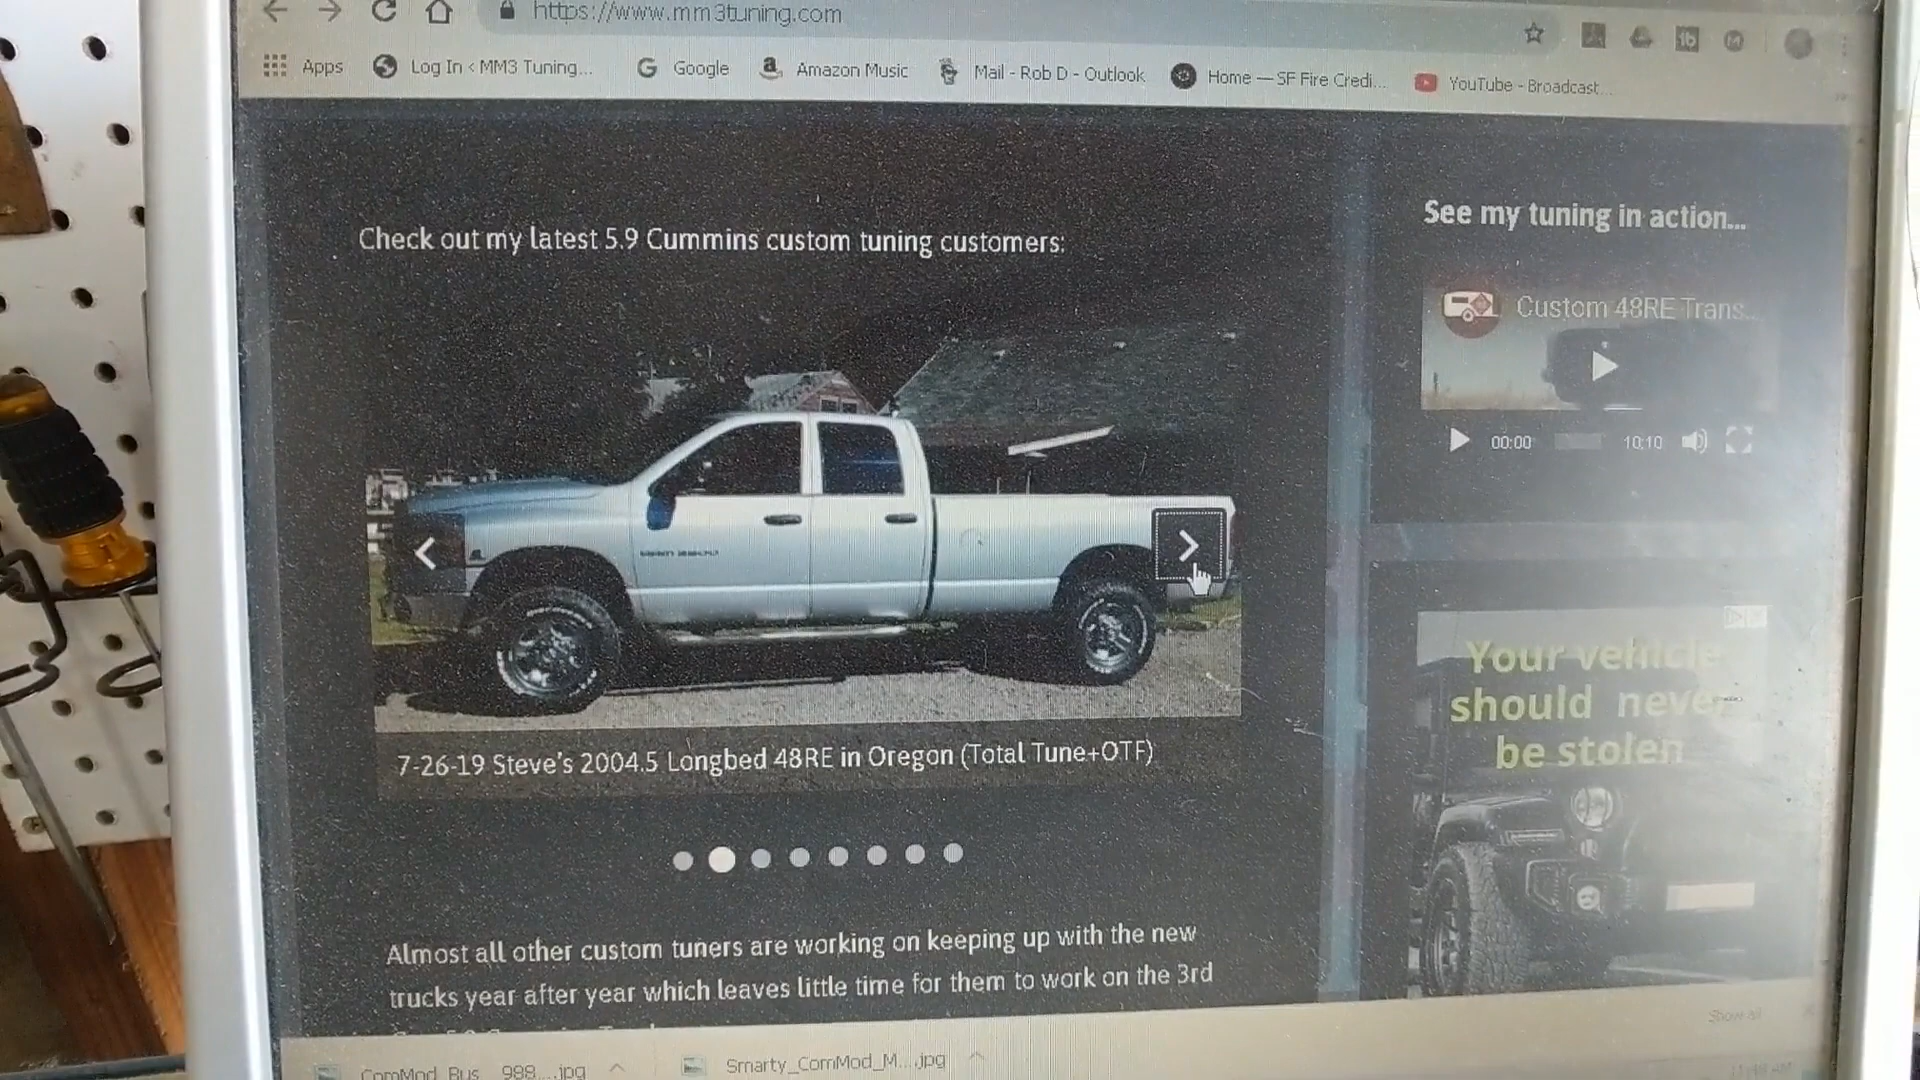 https://www.mm3tuning.com
Apps
Log In < MM3 Tuning...
Google
Amazon Music
Mail - Rob D - Outlook
Home — SF Fire Credi...
YouTube - Broadcast...
Check out my latest 5.9 Cummins custom tuning customers:
7-26-19 Steve's 2004.5 Longbed 48RE in Oregon (Total Tune+OTF)
Almost all other custom tuners are working on keeping up with the new
trucks year after year which leaves little time for them to work on the 3rd
See my tuning in action...
Custom 48RE Trans...
00:00
10:10
Your vehicle
should never
be stolen
Show all
ComMod_Bus__988....jpg
Smarty_ComMod_M....jpg